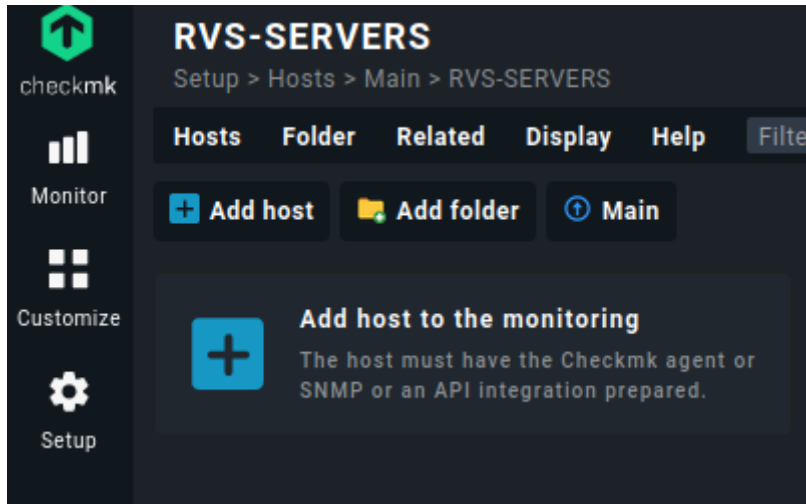 RVS-SERVERS
Setup > Hosts > Main > RVS-SERVERS
checkmk
Hosts Folder Related Display Help Filte
Monitor
Add host Add folder Main
Customize
Add host to the monitoring
The host must have the Checkmk agent or
SNMP or an API integration prepared.
Setup